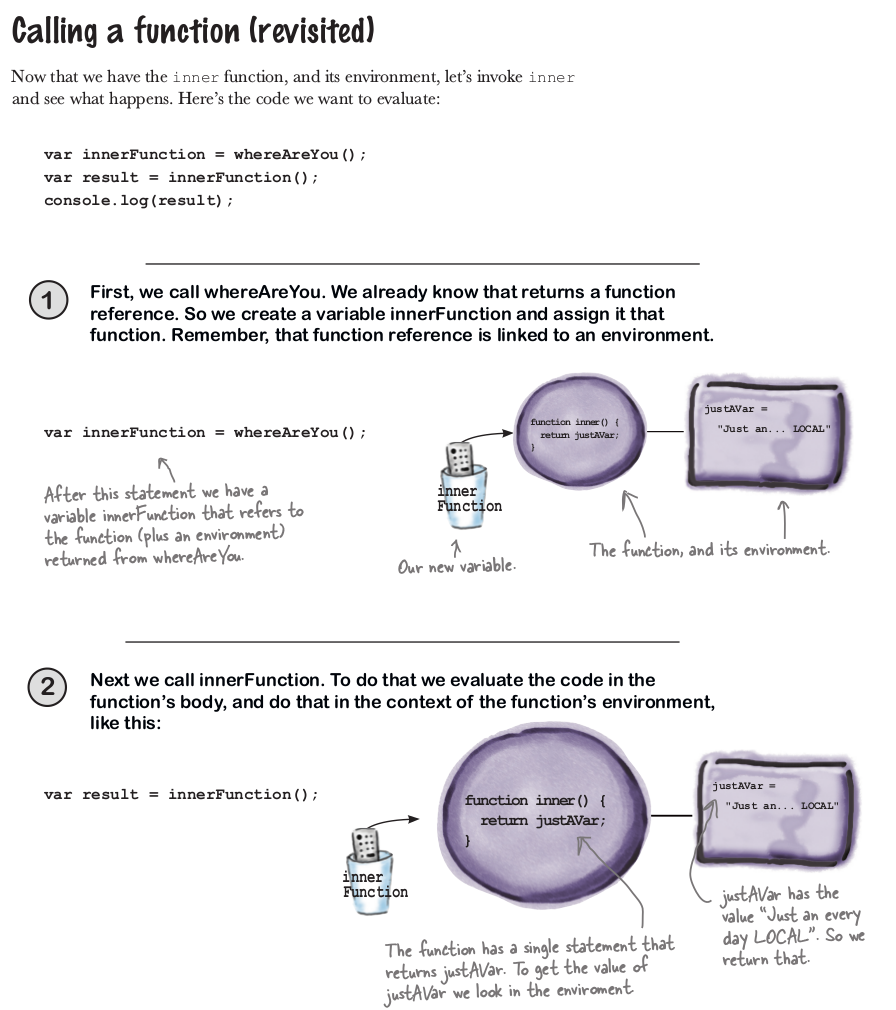 Calling a function (revisited)
Now that we have the inner function, and its environment, let's invoke inner
and see what happens. Here's the code we want to evaluate:
var innerFunction = whereAreYou();
var result = innerFunction();
console.log(result);
1
First, we call whereAreYou. We already know that returns a function
reference. So we create a variable innerFunction and assign it that
function. Remember, that function reference is linked to an environment.
var innerFunction = whereAreYou();
After this statement we have a
variable innerFunction that refers to
the function (plus an environment)
returned from whereAreYou.
inner
Function
Our new variable.
function inner() {
return justAVar;
}
justAVar =
"Just an... LOCAL"
The function, and its environment.
2
Next we call innerFunction. To do that we evaluate the code in the
function's body, and do that in the context of the function's environment,
like this:
var result = innerFunction();
inner
Function
function inner() {
return justAVar;
}
justAVar =
"Just an... LOCAL"
The function has a single statement that
returns justAVar. To get the value of
justAVar we look in the enviroment
justAVar has the
value "Just an every
day LOCAL". So we
return that.